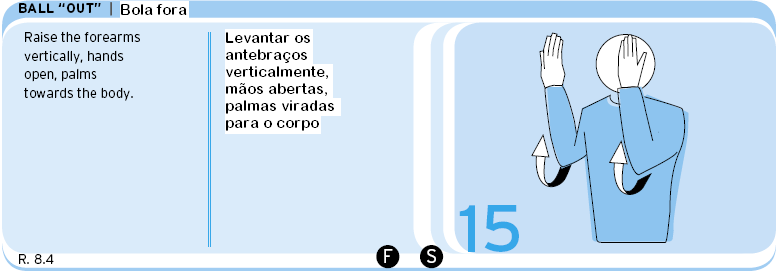 BALL “OUT” | Bola fora
Raise the forearms
vertically, hands
open, palms
towards the body.
Levantar os
antebraços
verticalmente,
mãos abertas,
palmas viradas
para o corpo
15
R. 8.4
F S